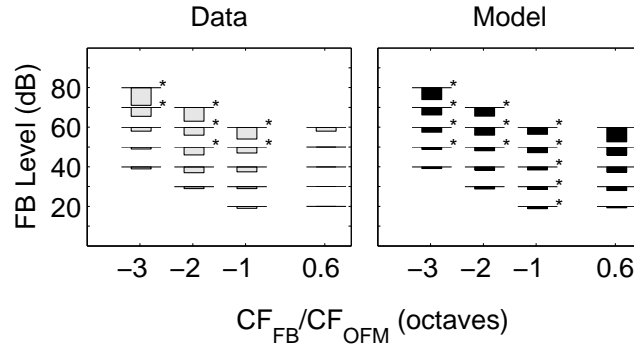 Data
Model
FB Level (dB)
80
60
40
20
* * * * * * *
* * * * * * * * * * * *
−3 −2 −1 0.6
−3 −2 −1 0.6
CF_FB/CF_OFM (octaves)